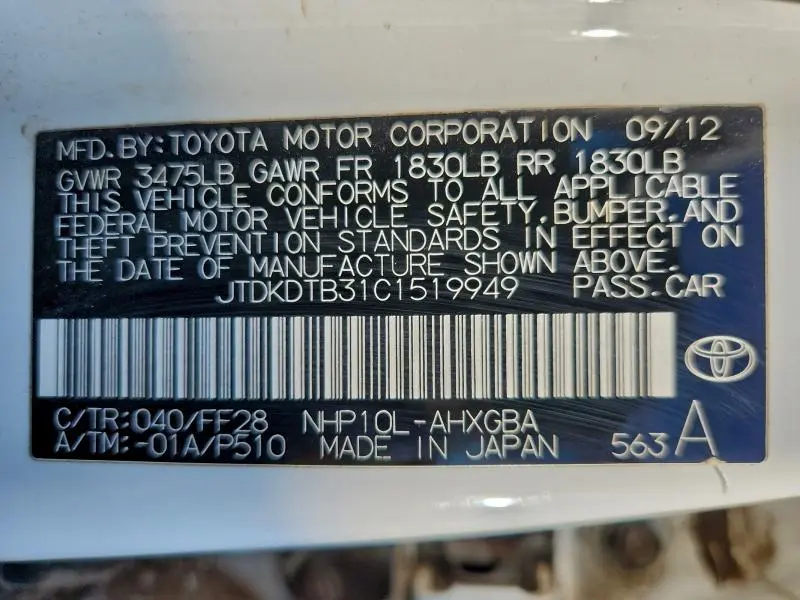 MFD. BY: TOYOTA MOTOR CORPORATION 09/12
GVWR 3475LB GAWR FR 1830LB RR 1830LB
THIS VEHICLE CONFORMS TO ALL APPLICABLE
FEDERAL MOTOR VEHICLE SAFETY, BUMPER, AND
THEFT PREVENTION STANDARDS IN EFFECT ON
THE DATE OF MANUFACTURE SHOWN ABOVE.
JTDKDTB31C1519949 PASS.CAR
C/TR:040/FF28 NHP10L-AHXGBA
A/TM:-01A/P510 MADE IN JAPAN 563 A